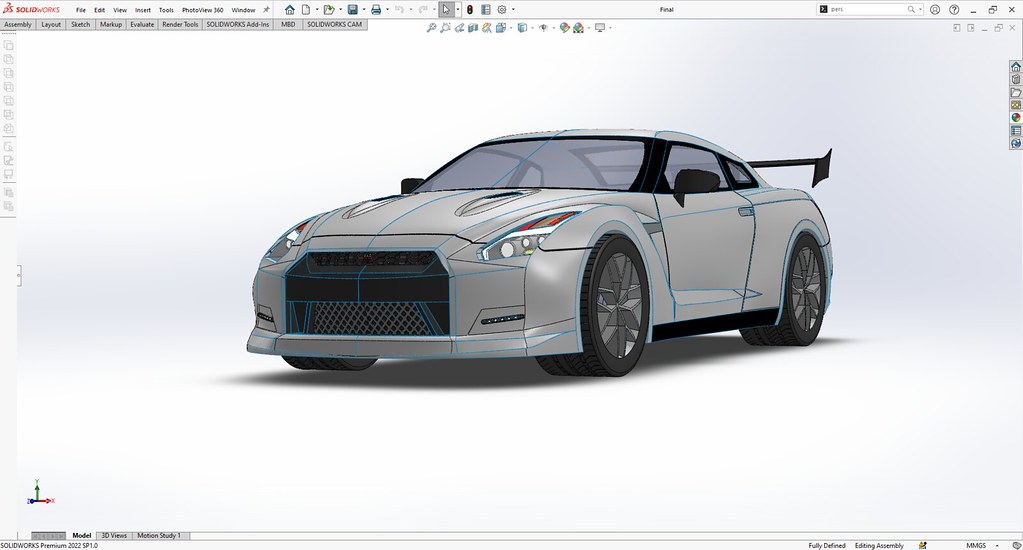 SOLIDWORKS File Edit View Insert Tools PhotoView 360 Window Final pers
Assembly Layout Sketch Markup Evaluate Render Tools SOLIDWORKS Add-Ins MBD SOLIDWORKS CAM
Y
Z X
Model 3D Views Motion Study 1
SOLIDWORKS Premium 2022 SP1.0 Fully Defined Editing Assembly MMGS